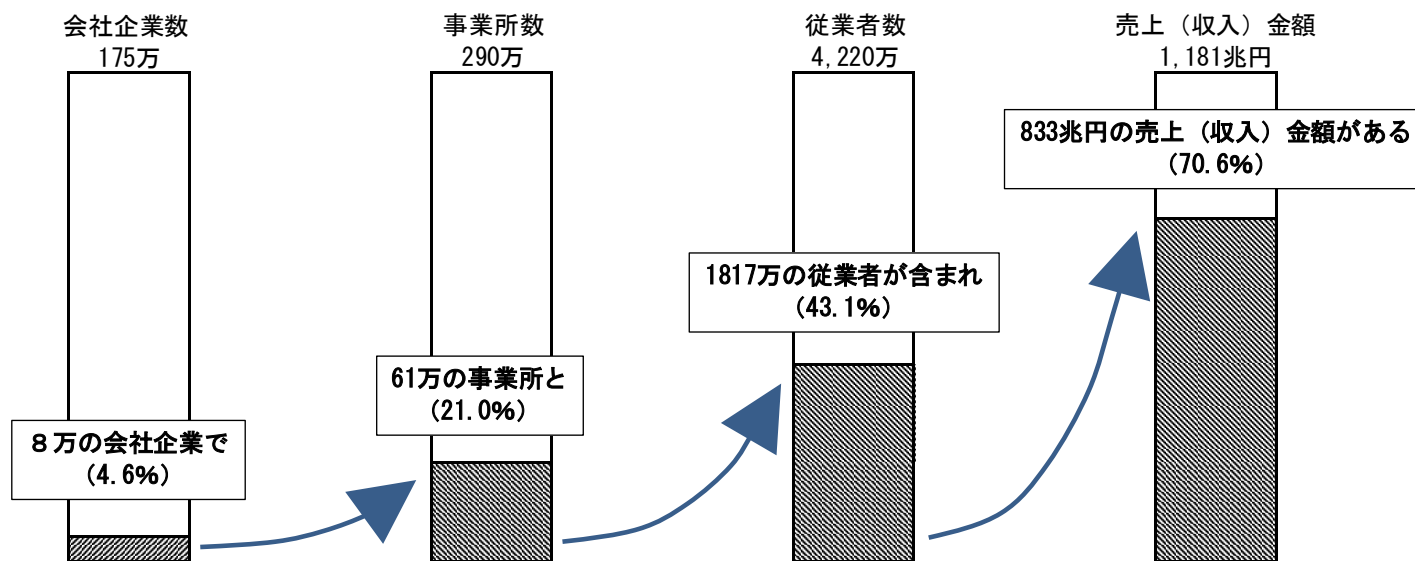 会社企業数
175万
事業所数
290万
従業者数
4,220万
売上（収入）金額
1,181兆円
８万の会社企業で
(4.6%)
61万の事業所と
(21.0%)
1817万の従業者が含まれ
(43.1%)
833兆円の売上（収入）金額がある
(70.6%)